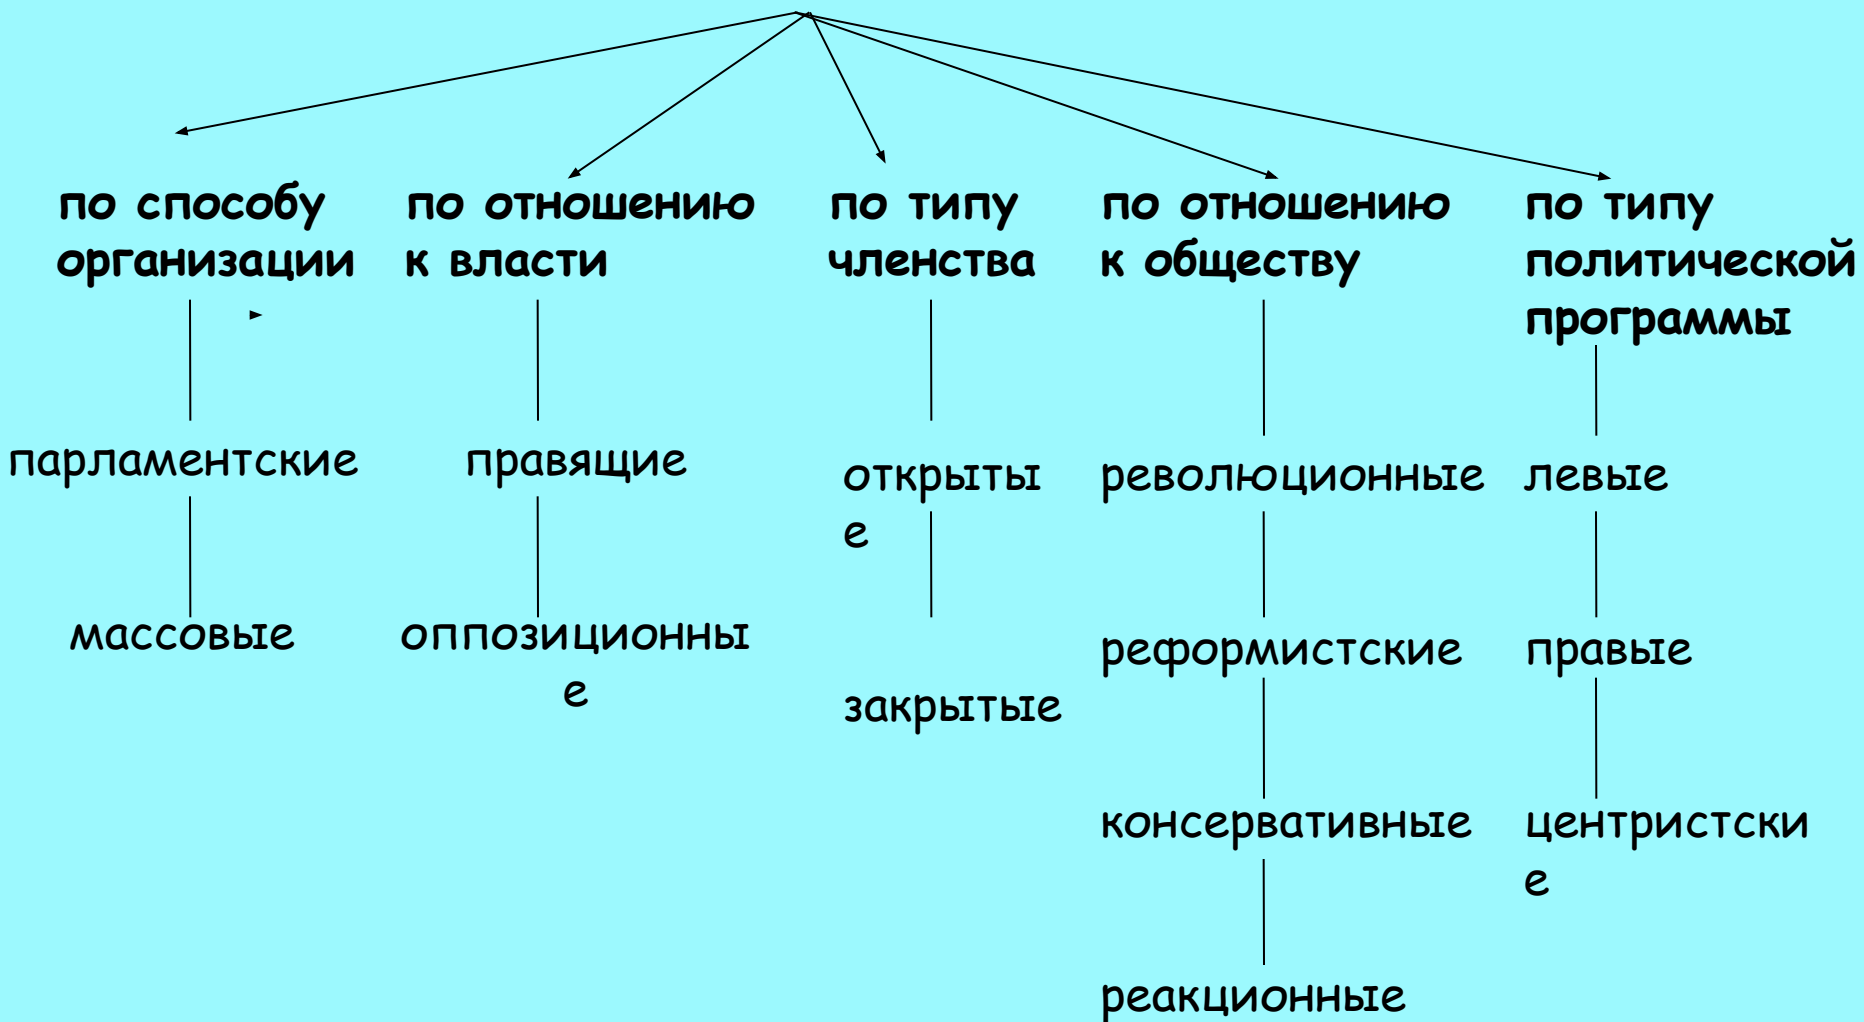 по способу
организации
парламентские
массовые
по отношению
к власти
правящие
оппозиционны
е
по типу
членства
открыты
е
закрытые
по отношению
к обществу
революционные
реформистские
консервативные
реакционные
по типу
политической
программы
левые
правые
центристски
е